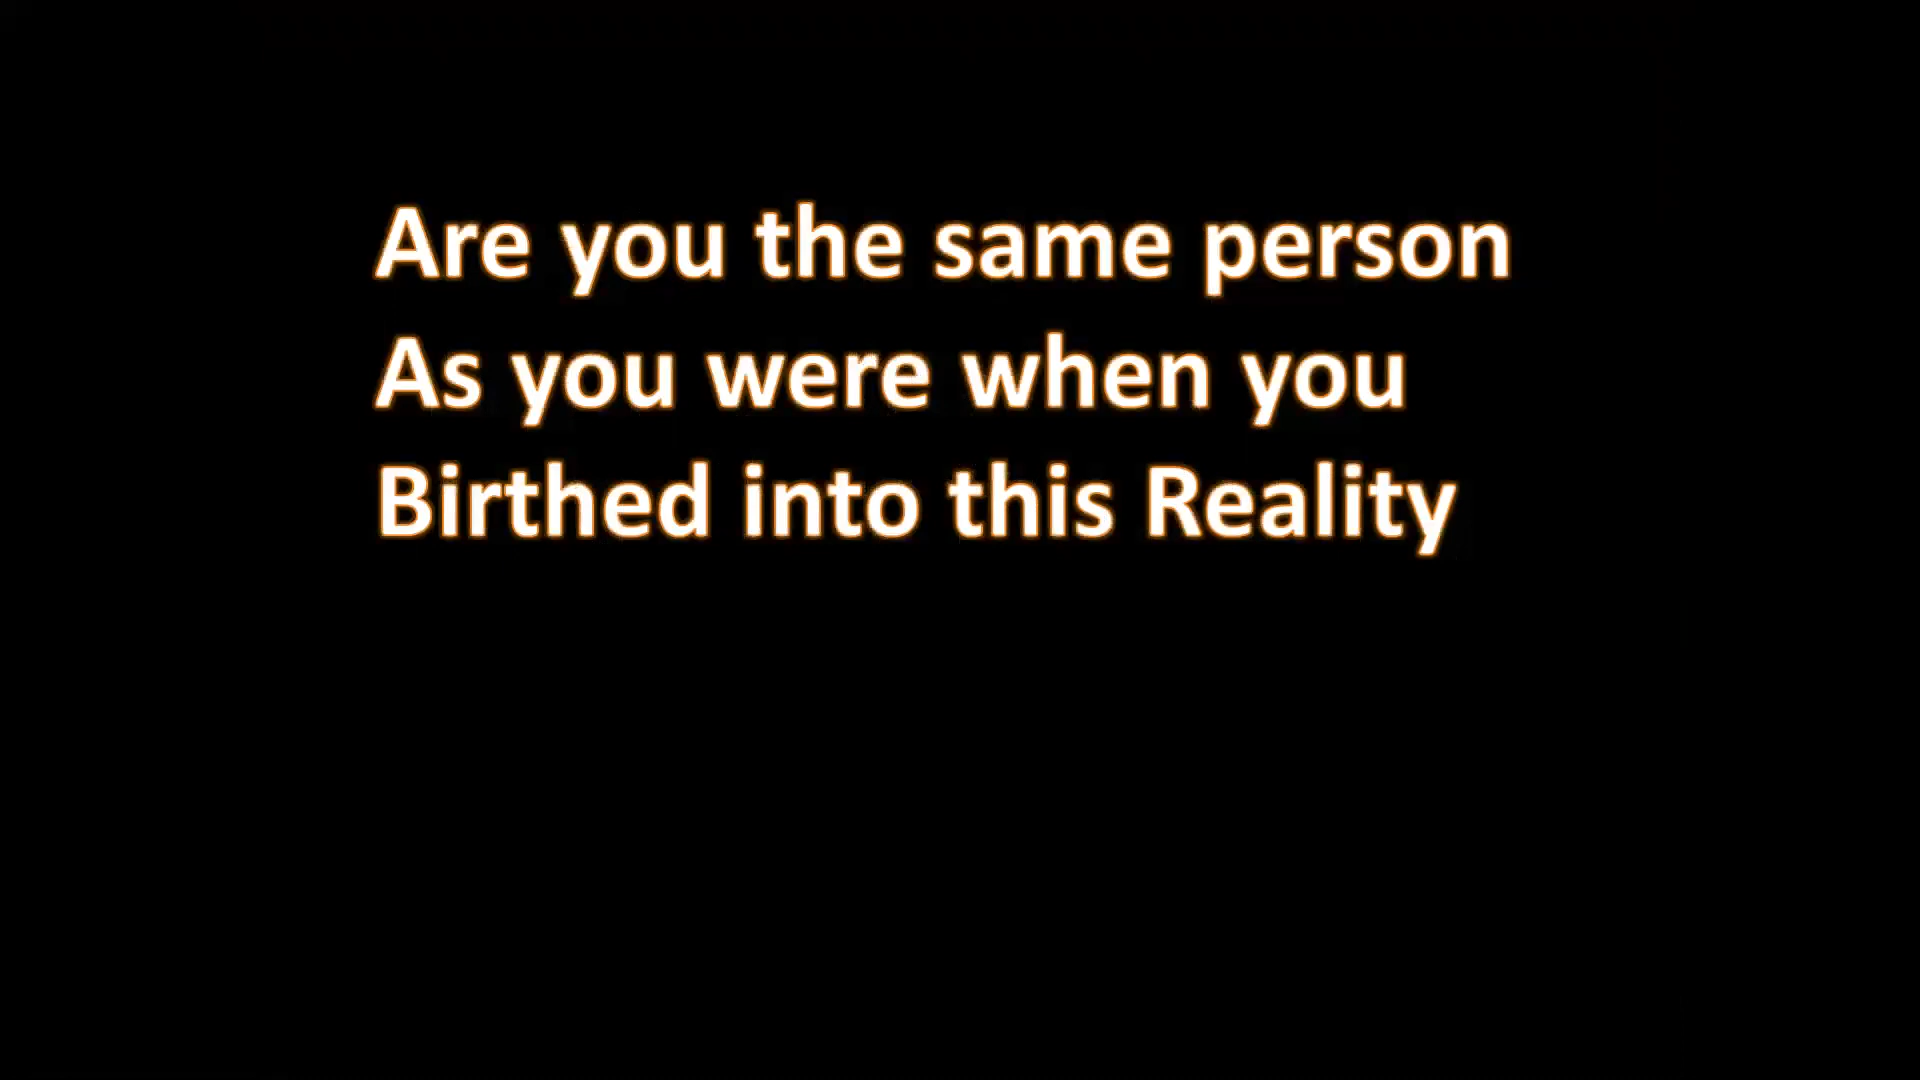 Are you the same person
As you were when you
Birthed into this Reality